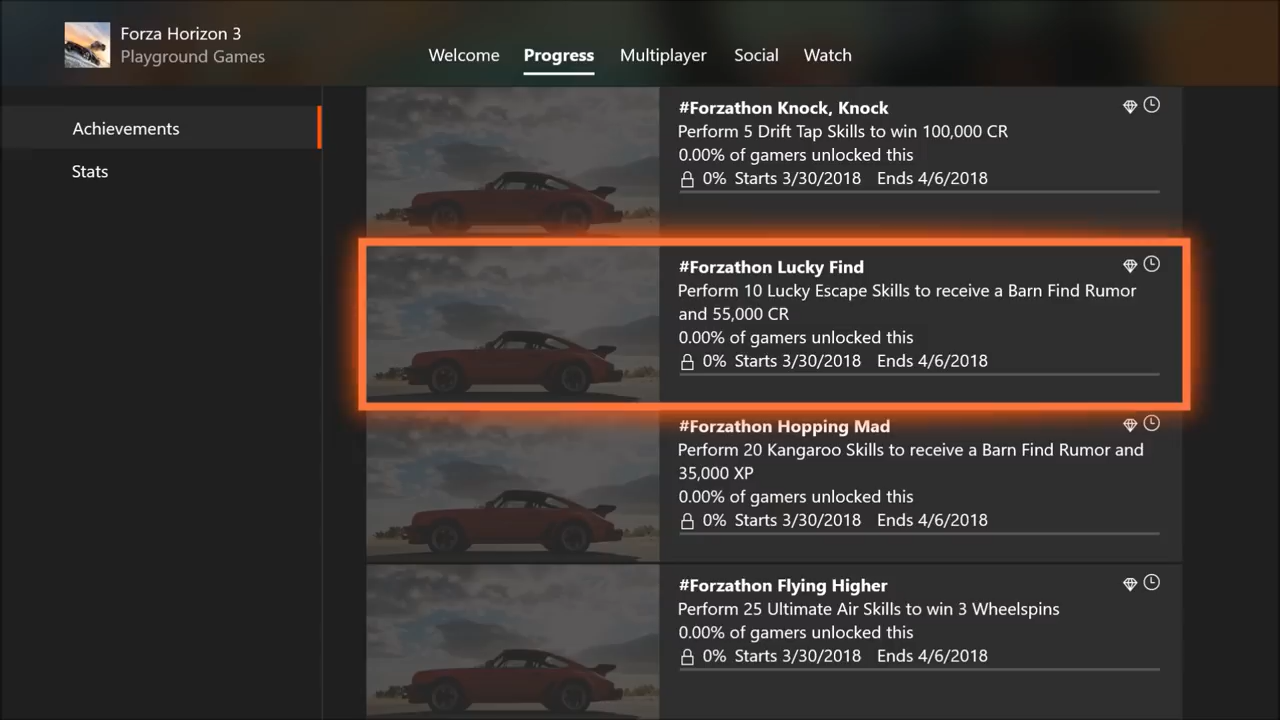 Forza Horizon 3
Playground Games
Welcome Progress Multiplayer Social Watch
Achievements
Stats
#Forzathon Knock, Knock
Perform 5 Drift Tap Skills to win 100,000 CR
0.00% of gamers unlocked this
0% Starts 3/30/2018 Ends 4/6/2018
#Forzathon Lucky Find
Perform 10 Lucky Escape Skills to receive a Barn Find Rumor
and 55,000 CR
0.00% of gamers unlocked this
0% Starts 3/30/2018 Ends 4/6/2018
#Forzathon Hopping Mad
Perform 20 Kangaroo Skills to receive a Barn Find Rumor and
35,000 XP
0.00% of gamers unlocked this
0% Starts 3/30/2018 Ends 4/6/2018
#Forzathon Flying Higher
Perform 25 Ultimate Air Skills to win 3 Wheelspins
0.00% of gamers unlocked this
0% Starts 3/30/2018 Ends 4/6/2018